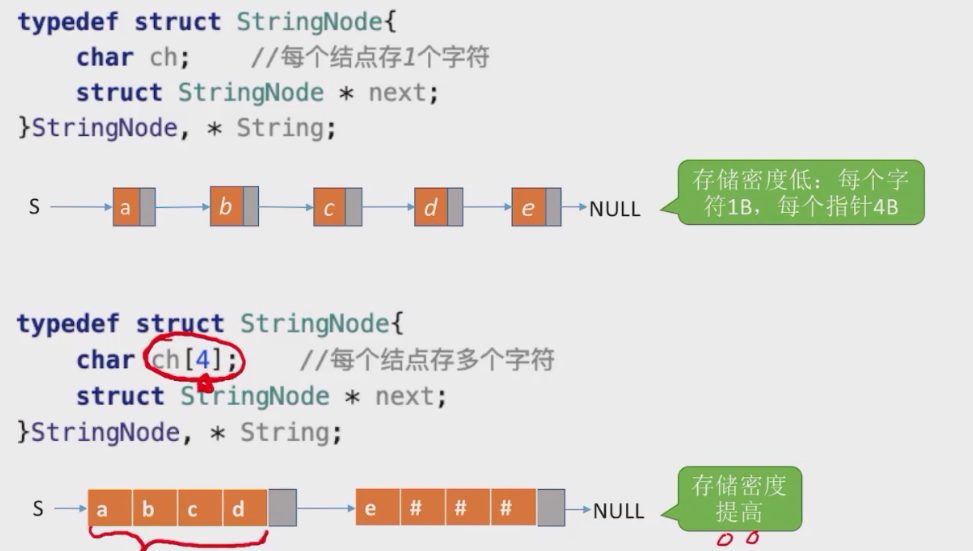 typedef struct StringNode{
char ch; //每个结点存1个字符
struct StringNode * next;
}StringNode, * String;
S a b c d e NULL
存储密度低：每个字
符1B，每个指针4B
typedef struct StringNode{
char ch[4]; //每个结点存多个字符
struct StringNode * next;
}StringNode, * String;
S a b c d e # # # NULL
存储密度
提高